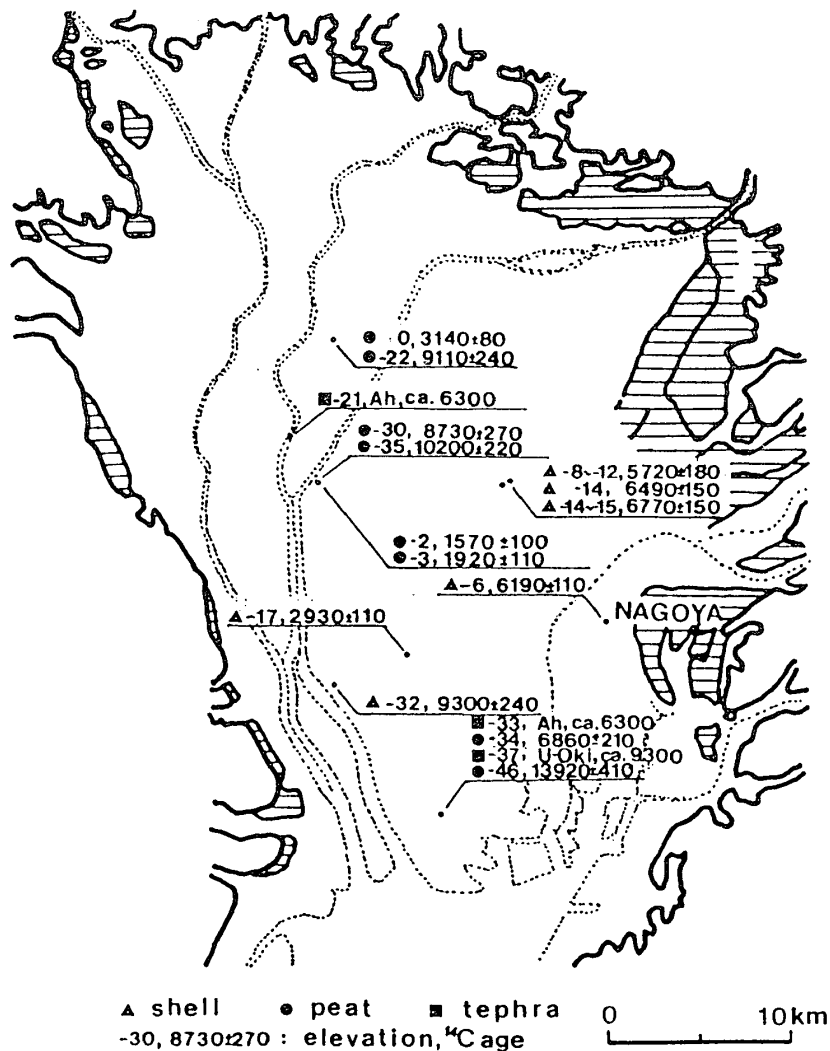 0, 3140±80
-22, 9110±240
-21, Ah, ca. 6300
-30, 8730±270
-35, 10200±220
-8~-12, 5720±180
-14, 6490±150
-14~-15, 6770±150
-2, 1570±100
-3, 1920±110
-6, 6190±110
NAGOYA
-17, 2930±110
-32, 9300±240
-33, Ah, ca. 6300
-34, 6860±210
-37, U-Oki, ca. 9300
-46, 13920±410
▲ shell ● peat ■ tephra
-30, 8730±270 : elevation, ¹⁴C age
0 10 km